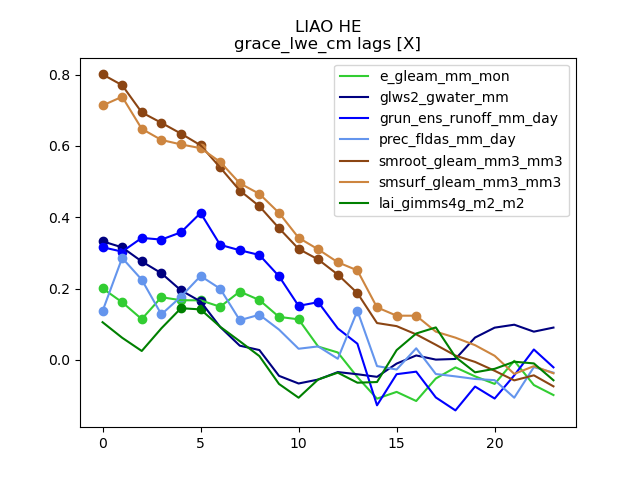 LIAO HE
grace_lwe_cm lags [X]
e_gleam_mm_mon
glws2_gwater_mm
grun_ens_runoff_mm_day
prec_fldas_mm_day
smroot_gleam_mm3_mm3
smsurf_gleam_mm3_mm3
lai_gimms4g_m2_m2
0.8
0.6
0.4
0.2
0.0
0 5 10 15 20